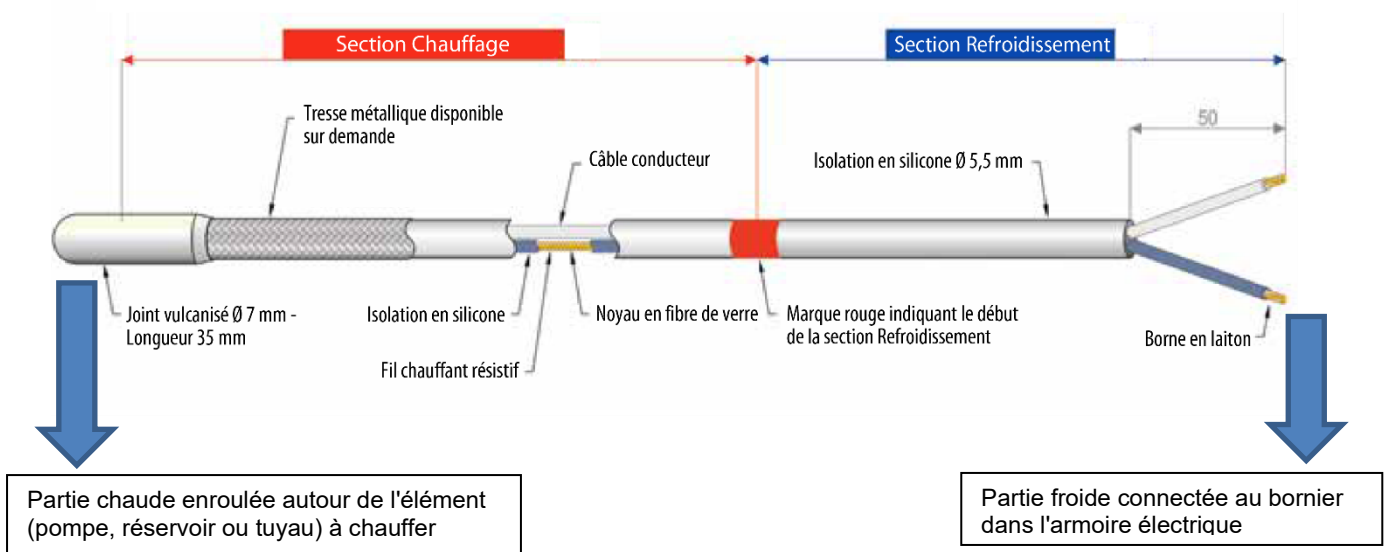 Section Chauffage
Section Refroidissement
Tresse métallique disponible
sur demande
Câble conducteur
Isolation en silicone Ø 5,5 mm
50
Joint vulcanisé Ø 7 mm -
Longueur 35 mm
Isolation en silicone
Fil chauffant résistif
Noyau en fibre de verre
Marque rouge indiquant le début
de la section Refroidissement
Borne en laiton
Partie chaude enroulée autour de l'élément
(pompe, réservoir ou tuyau) à chauffer
Partie froide connectée au bornier
dans l'armoire électrique